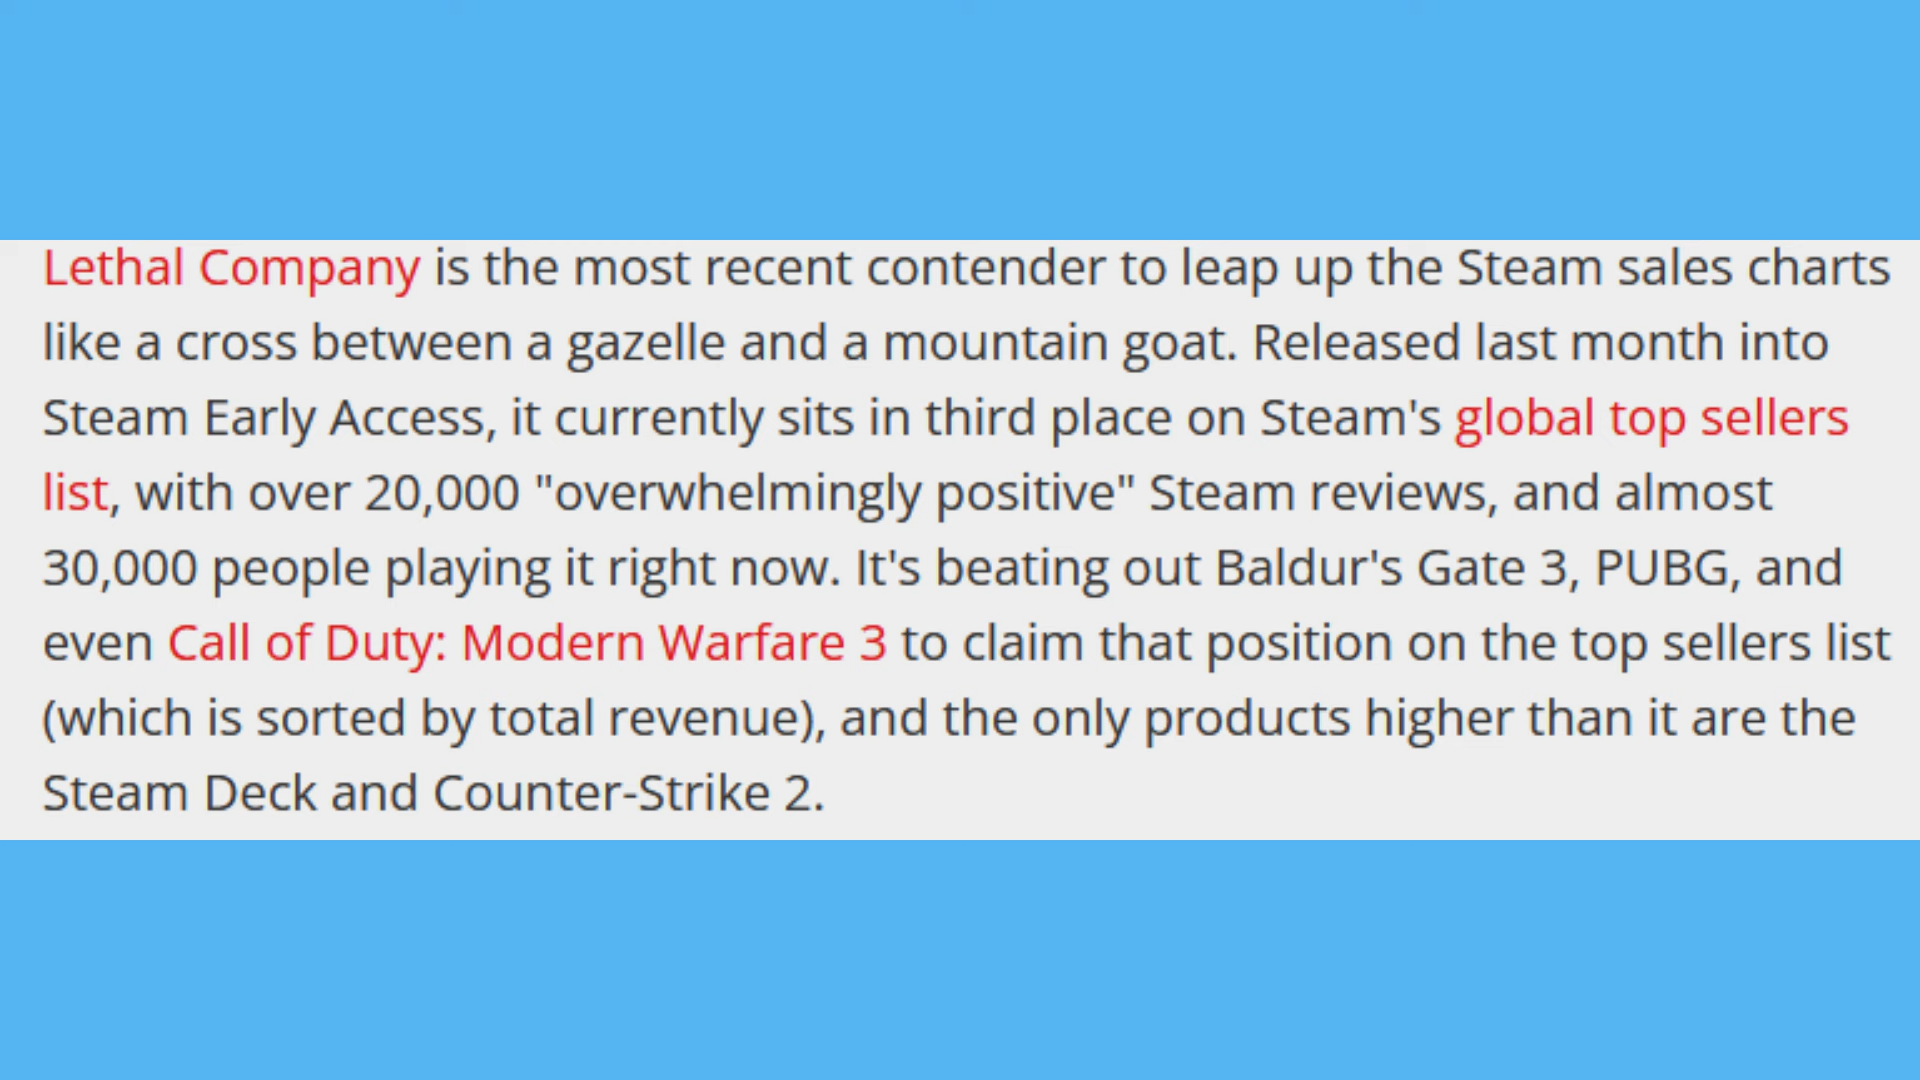 Lethal Company is the most recent contender to leap up the Steam sales charts
like a cross between a gazelle and a mountain goat. Released last month into
Steam Early Access, it currently sits in third place on Steam's global top sellers
list, with over 20,000 "overwhelmingly positive" Steam reviews, and almost
30,000 people playing it right now. It's beating out Baldur's Gate 3, PUBG, and
even Call of Duty: Modern Warfare 3 to claim that position on the top sellers list
(which is sorted by total revenue), and the only products higher than it are the
Steam Deck and Counter-Strike 2.